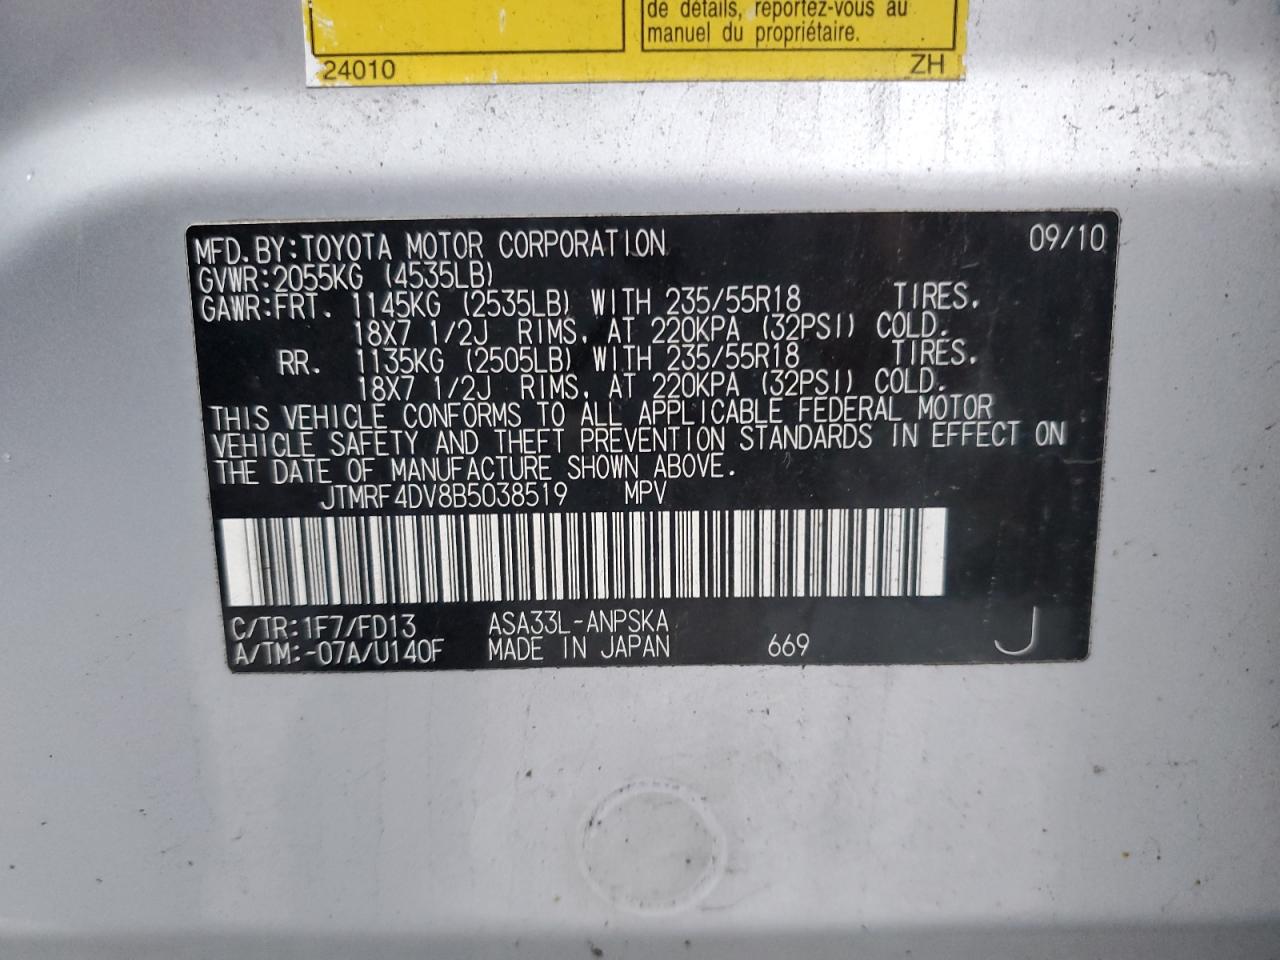 de détails, reportez-vous au
manuel du propriétaire.
24010 ZH
MFD. BY: TOYOTA MOTOR CORPORATION 09/10
GVWR: 2055KG (4535LB)
GAWR: FRT. 1145KG (2535LB) WITH 235/55R18 TIRES.
18X7 1/2J RIMS, AT 220KPA (32PSI) COLD.
RR. 1135KG (2505LB) WITH 235/55R18 TIRES.
18X7 1/2J RIMS, AT 220KPA (32PSI) COLD.
THIS VEHICLE CONFORMS TO ALL APPLICABLE FEDERAL MOTOR
VEHICLE SAFETY AND THEFT PREVENTION STANDARDS IN EFFECT ON
THE DATE OF MANUFACTURE SHOWN ABOVE.
JTMRF4DV8B5038519 MPV
C/TR: 1F7/FD13 ASA33L-ANPSKA
A/TM: -07A/U140F MADE IN JAPAN 669 J